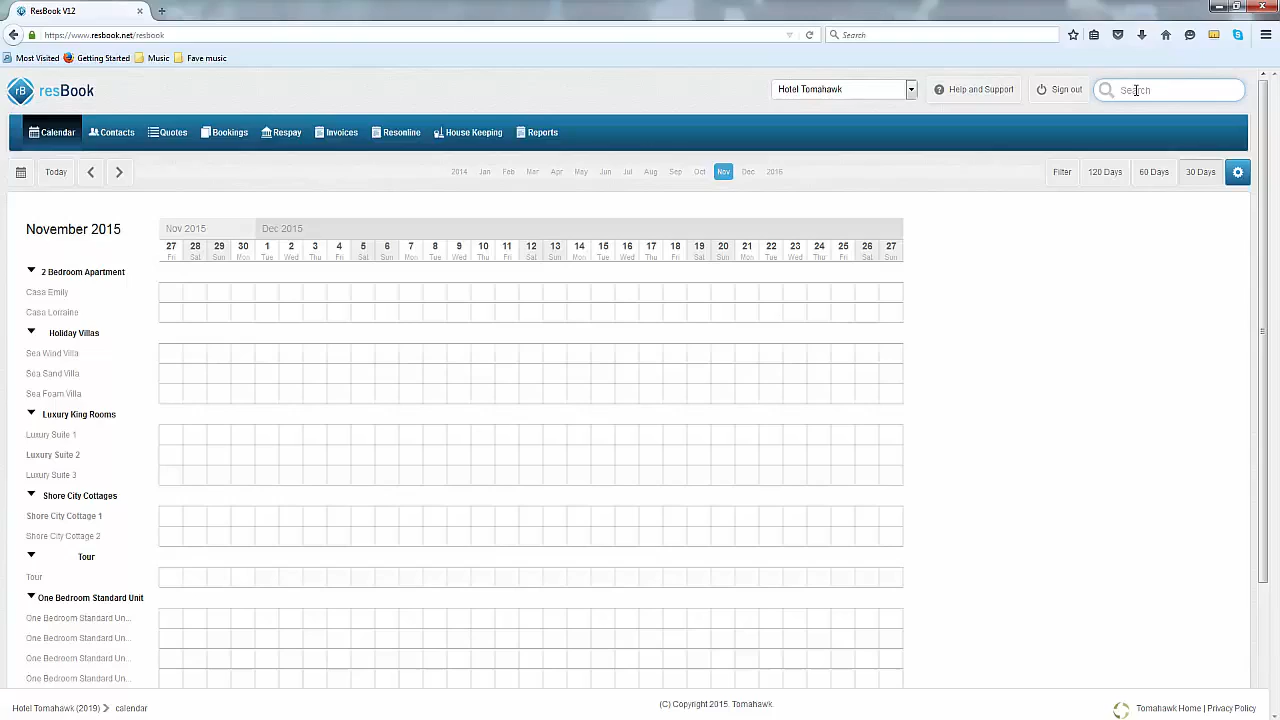 ResBook V12
https://www.resbook.net/resbook
Search
Most Visited Getting Started Music Fave music
rB resBook
Hotel Tomahawk Help and Support Sign out Search
Calendar Contacts Quotes Bookings Respay Invoices Resonline House Keeping Reports
Today 2014 Jan Feb Mar Apr May Jun Jul Aug Sep Oct Nov Dec 2016 Filter 120 Days 60 Days 30 Days
November 2015 Nov 2015 Dec 2015
27 28 29 30 1 2 3 4 5 6 7 8 9 10 11 12 13 14 15 16 17 18 19 20 21 22 23 24 25 26 27
Fri Sat Sun Mon Tue Wed Thu Fri Sat Sun Mon Tue Wed Thu Fri Sat Sun Mon Tue Wed Thu Fri Sat Sun Mon Tue Wed Thu Fri Sat Sun
2 Bedroom Apartment
Casa Emily
Casa Lorraine
Holiday Villas
Sea Wind Villa
Sea Sand Villa
Sea Foam Villa
Luxury King Rooms
Luxury Suite 1
Luxury Suite 2
Luxury Suite 3
Shore City Cottages
Shore City Cottage 1
Shore City Cottage 2
Tour
Tour
One Bedroom Standard Unit
One Bedroom Standard Un...
One Bedroom Standard Un...
One Bedroom Standard Un...
One Bedroom Standard Un...
Hotel Tomahawk (2019) calendar (C) Copyright 2015. Tomahawk. Tomahawk Home | Privacy Policy